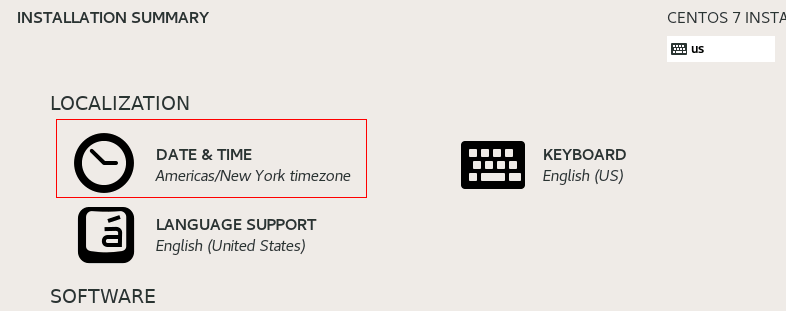 INSTALLATION SUMMARY
CENTOS 7 INSTA
us
LOCALIZATION
DATE & TIME
Americas/New York timezone
KEYBOARD
English (US)
á
LANGUAGE SUPPORT
English (United States)
SOFTWARE